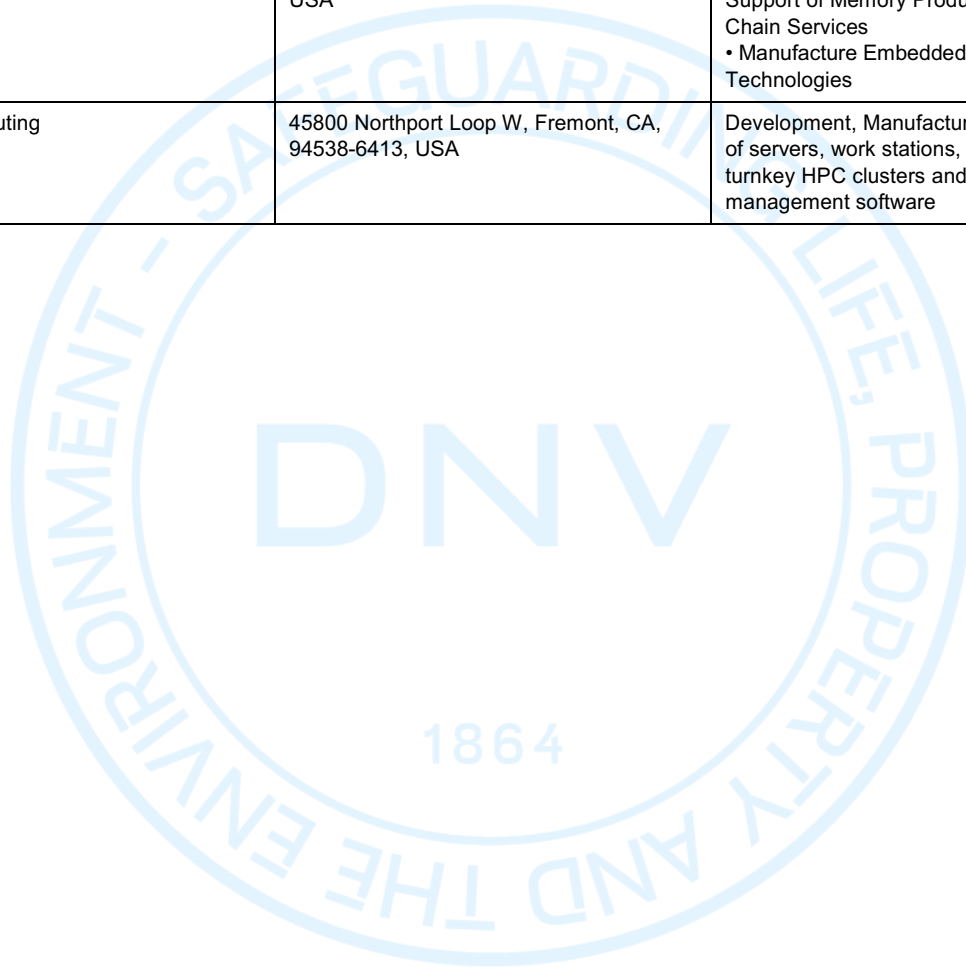 USA
Support of Memory Produ
Chain Services
• Manufacture Embedded
Technologies
uting
45800 Northport Loop W, Fremont, CA,
94538-6413, USA
Development, Manufactur
of servers, work stations,
turnkey HPC clusters and
management software
SAFEGUARDING LIFE, PROPERTY AND THE ENVIRONMENT -
DNV
1864